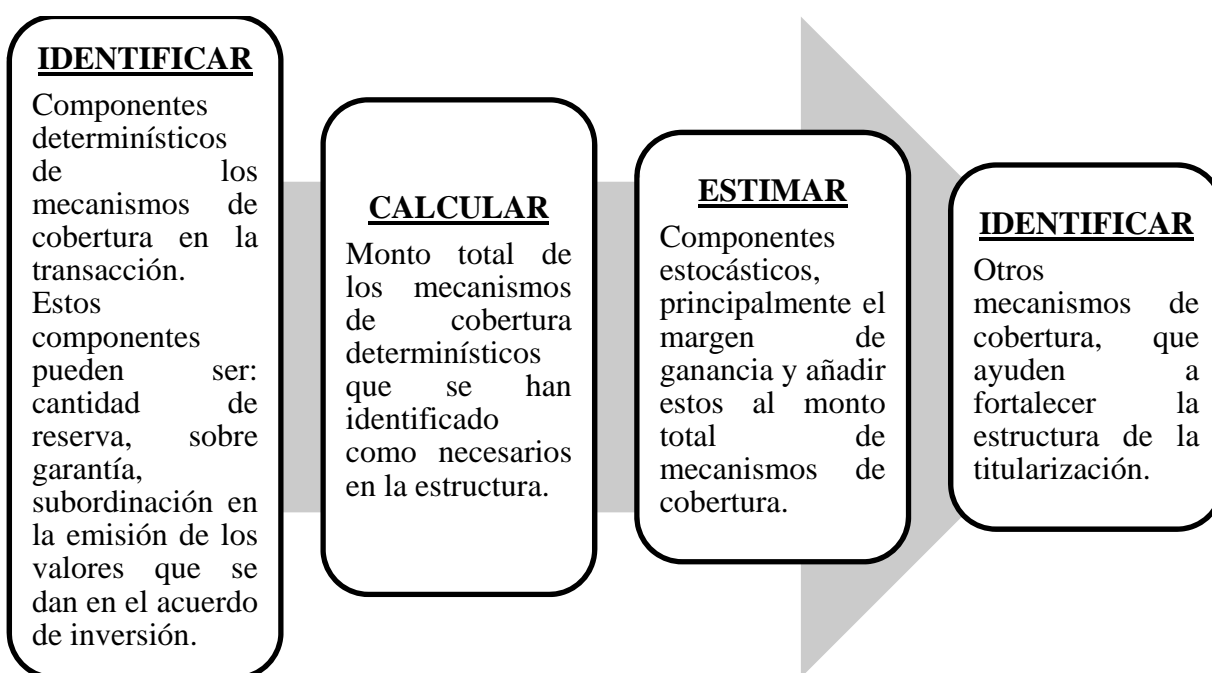 IDENTIFICAR
Componentes
determinísticos
de los
mecanismos de
cobertura en la
transacción.
Estos
componentes
pueden ser:
cantidad de
reserva, sobre
garantía,
subordinación en
la emisión de los
valores que se
dan en el acuerdo
de inversión.
CALCULAR
Monto total de
los mecanismos
de cobertura
determinísticos
que se han
identificado
como necesarios
en la estructura.
ESTIMAR
Componentes
estocásticos,
principalmente el
margen de
ganancia y añadir
estos al monto
total de
mecanismos de
cobertura.
IDENTIFICAR
Otros
mecanismos de
cobertura, que
ayuden a
fortalecer la
estructura de la
titularización.